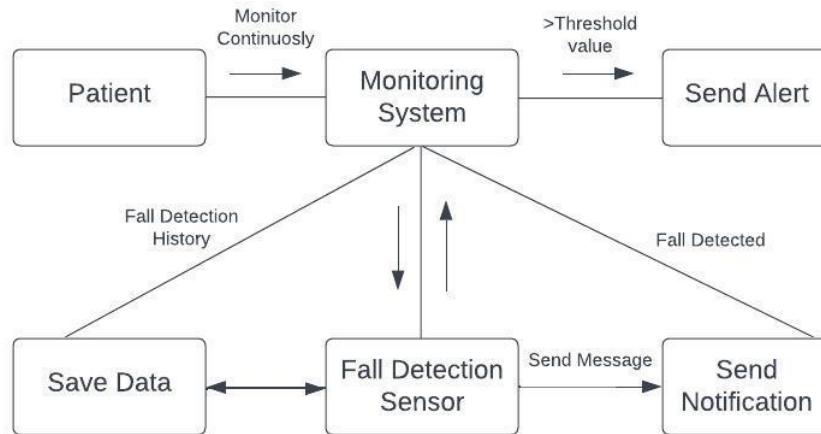 Monitor
Continuosly
>Threshold
value
Patient
Monitoring
System
Send Alert
Fall Detection
History
Fall Detected
Save Data
Fall Detection
Sensor
Send Message
Send
Notification